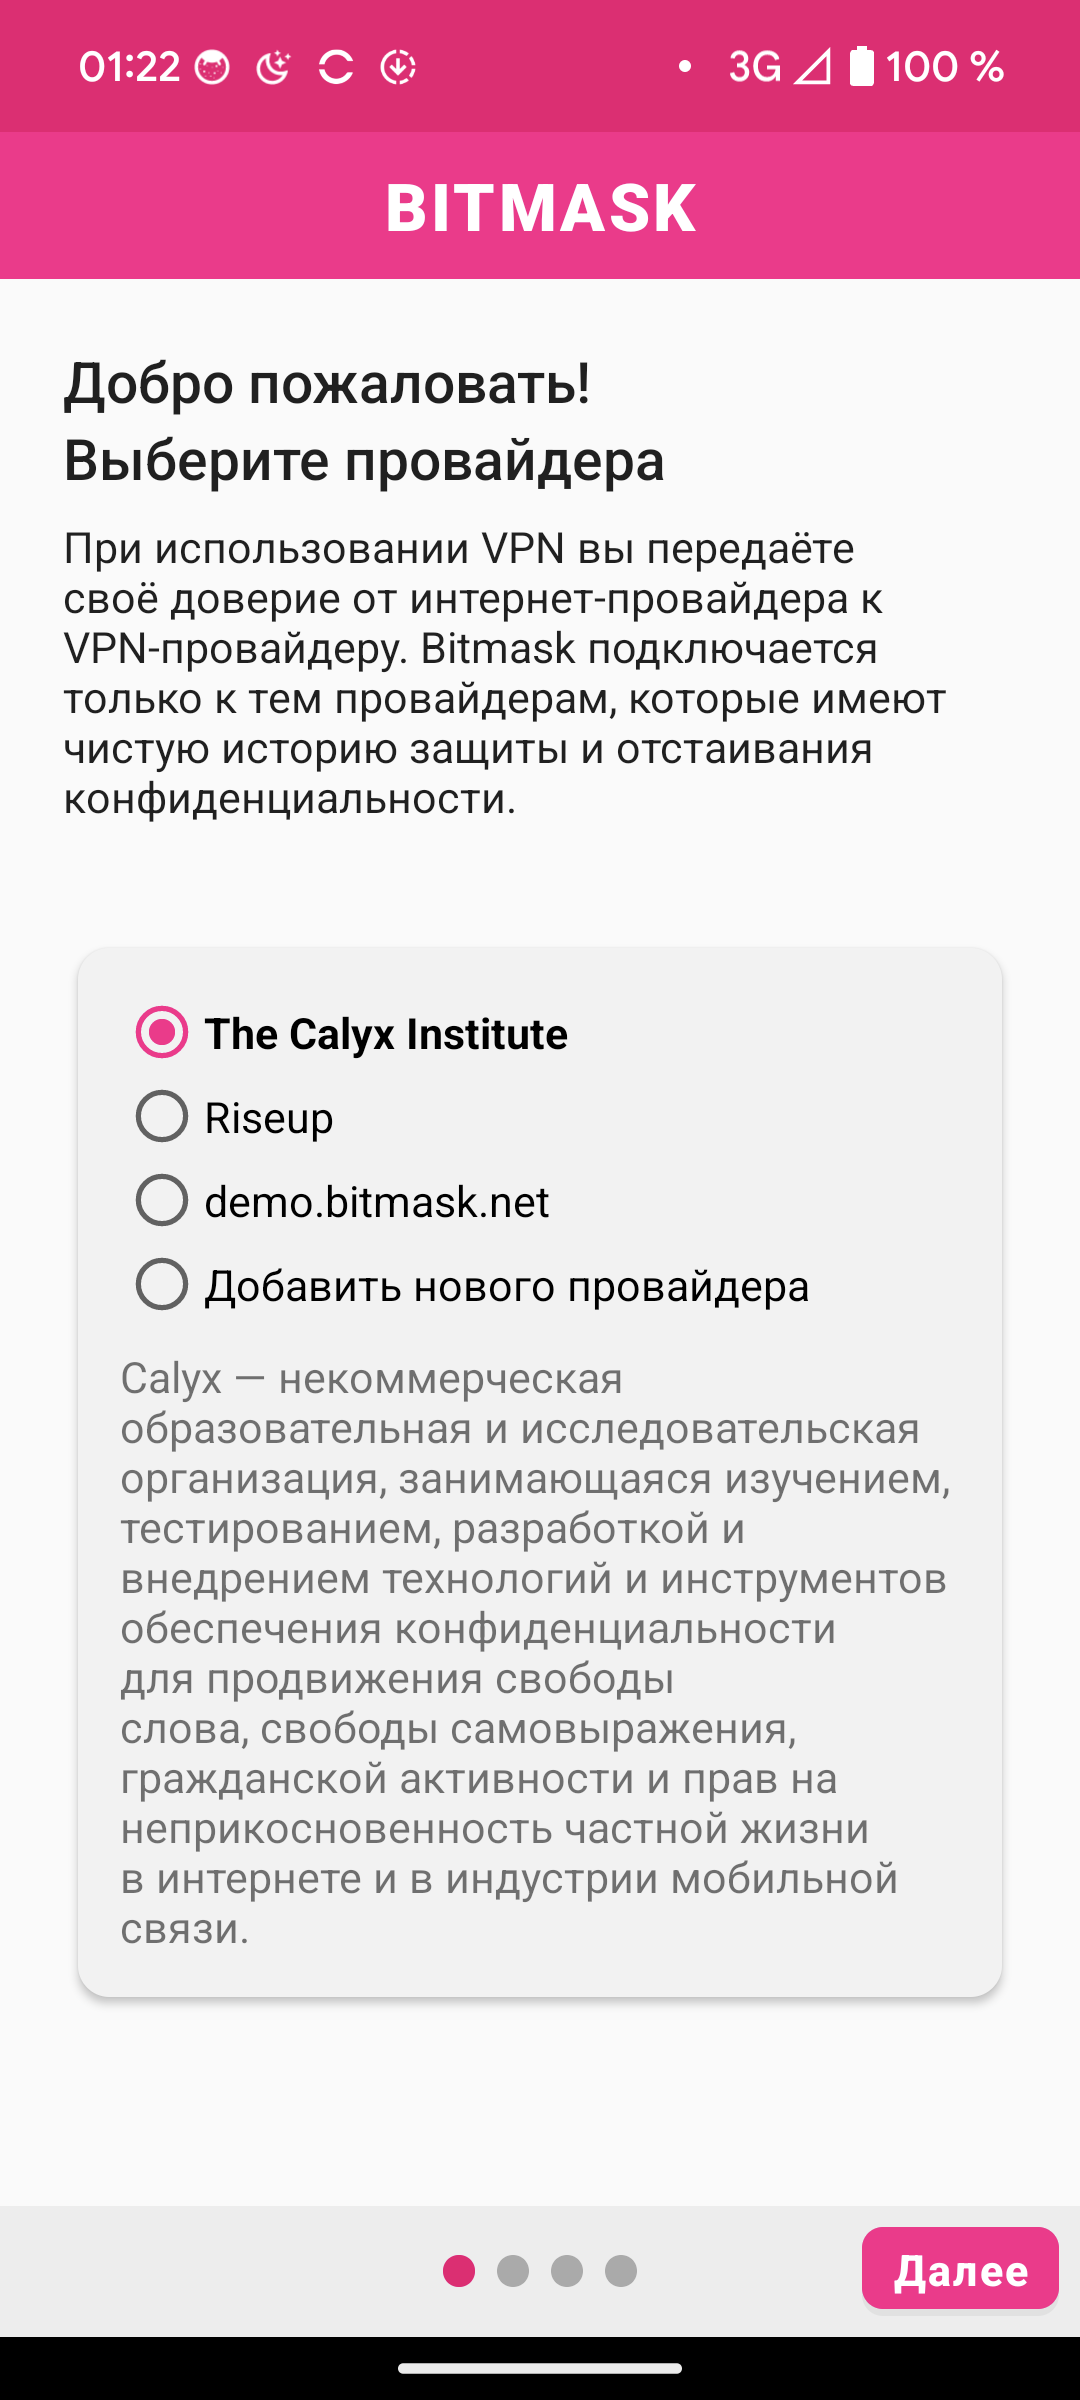 01:22 3G 100 %
BITMASK
Добро пожаловать!
Выберите провайдера
При использовании VPN вы передаёте
своё доверие от интернет-провайдера к
VPN-провайдеру. Bitmask подключается
только к тем провайдерам, которые имеют
чистую историю защиты и отстаивания
конфиденциальности.
The Calyx Institute
Riseup
demo.bitmask.net
Добавить нового провайдера
Calyx — некоммерческая
образовательная и исследовательская
организация, занимающаяся изучением,
тестированием, разработкой и
внедрением технологий и инструментов
обеспечения конфиденциальности
для продвижения свободы
слова, свободы самовыражения,
гражданской активности и прав на
неприкосновенность частной жизни
в интернете и в индустрии мобильной
связи.
Далее